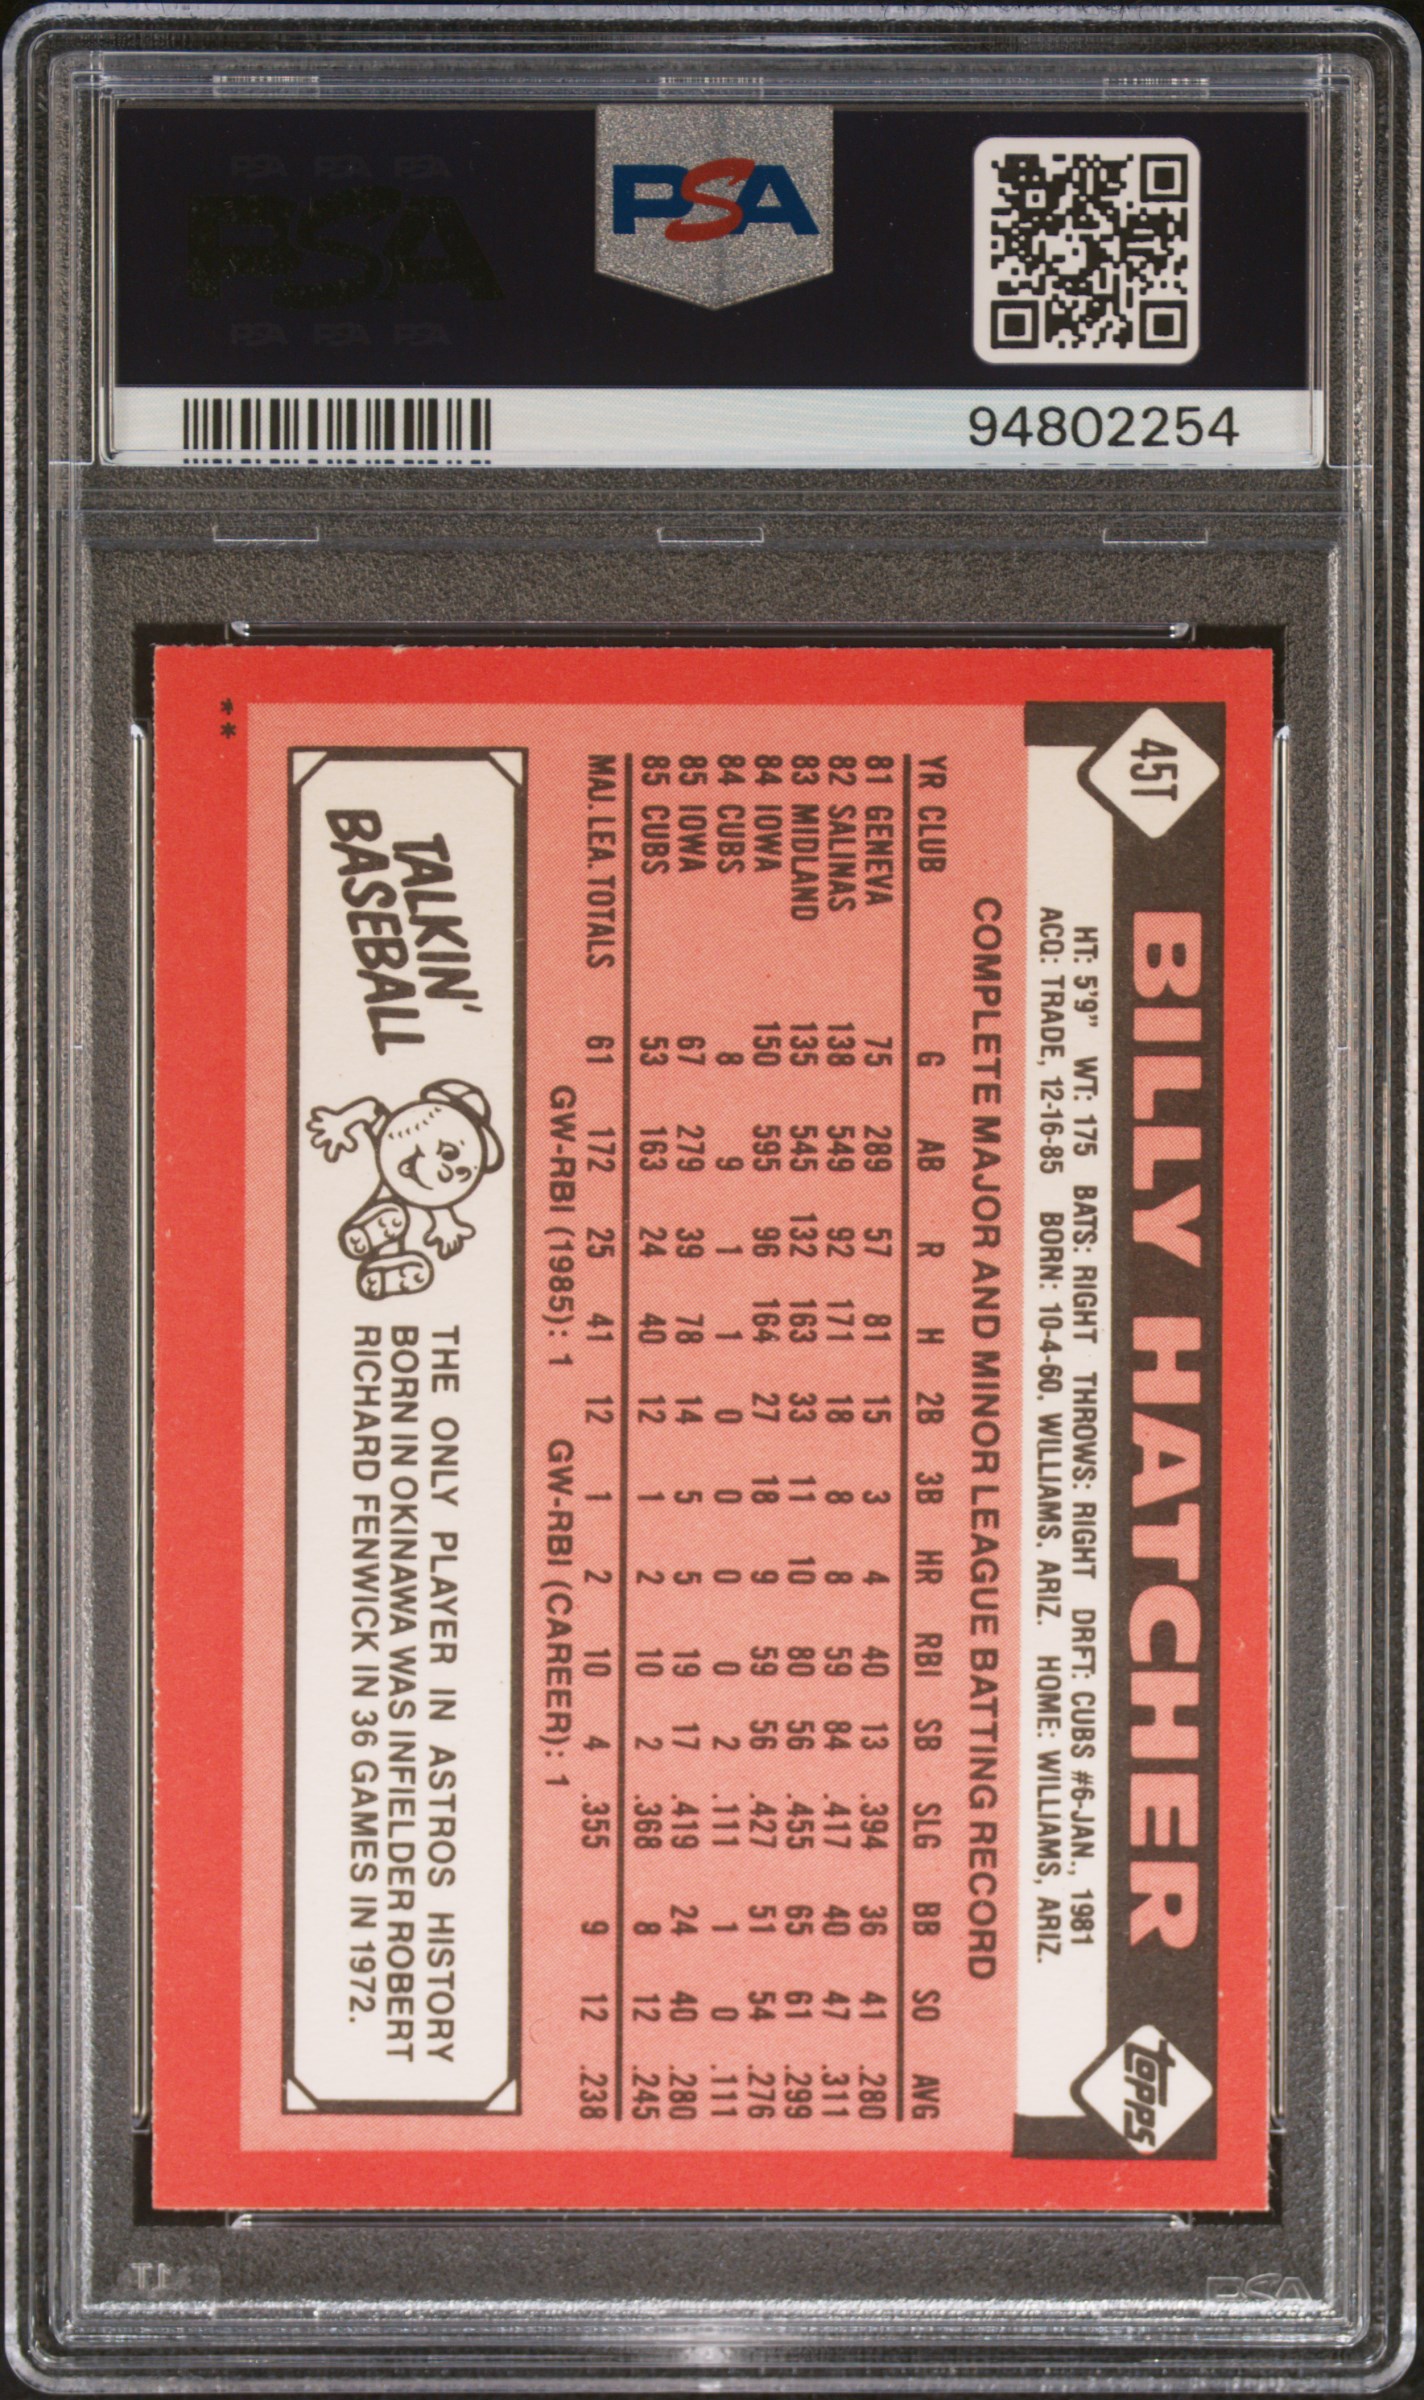 PSA PSA PSA
PSA
PSA PSA PSA
PSA
94802254
45T
BILLY HATCHER
topps
HT: 5'9" WT: 175 BATS: RIGHT THROWS: RIGHT DRFT: CUBS #6-JAN., 1981
ACQ: TRADE, 12-16-85 BORN: 10-4-60. WILLIAMS. ARIZ. HOME: WILLIAMS, ARIZ.
COMPLETE MAJOR AND MINOR LEAGUE BATTING RECORD
YR CLUB G AB R H 2B 3B HR RBI SB SLG BB SO AVG
81 GENEVA 75 289 57 81 15 3 4 40 13 .394 36 41 .280
82 SALINAS 138 549 92 171 18 8 8 59 84 .417 40 47 .311
83 MIDLAND 135 545 132 163 33 11 10 80 56 .455 65 61 .299
84 IOWA 150 595 96 164 27 18 9 59 56 .427 51 54 .276
84 CUBS 8 9 1 1 0 0 0 0 2 .111 1 0 .111
85 IOWA 67 279 39 78 14 5 5 19 17 .419 24 40 .280
85 CUBS 53 163 24 40 12 1 2 10 2 .368 8 12 .245
MAJ. LEA. TOTALS 61 172 25 41 12 1 2 10 4 .355 9 12 .238
GW-RBI (1985): 1 GW-RBI (CAREER): 1
TALKIN'
BASEBALL
THE ONLY PLAYER IN ASTROS HISTORY
BORN IN OKINAWA WAS INFIELDER ROBERT
RICHARD FENWICK IN 36 GAMES IN 1972.
**
PSA